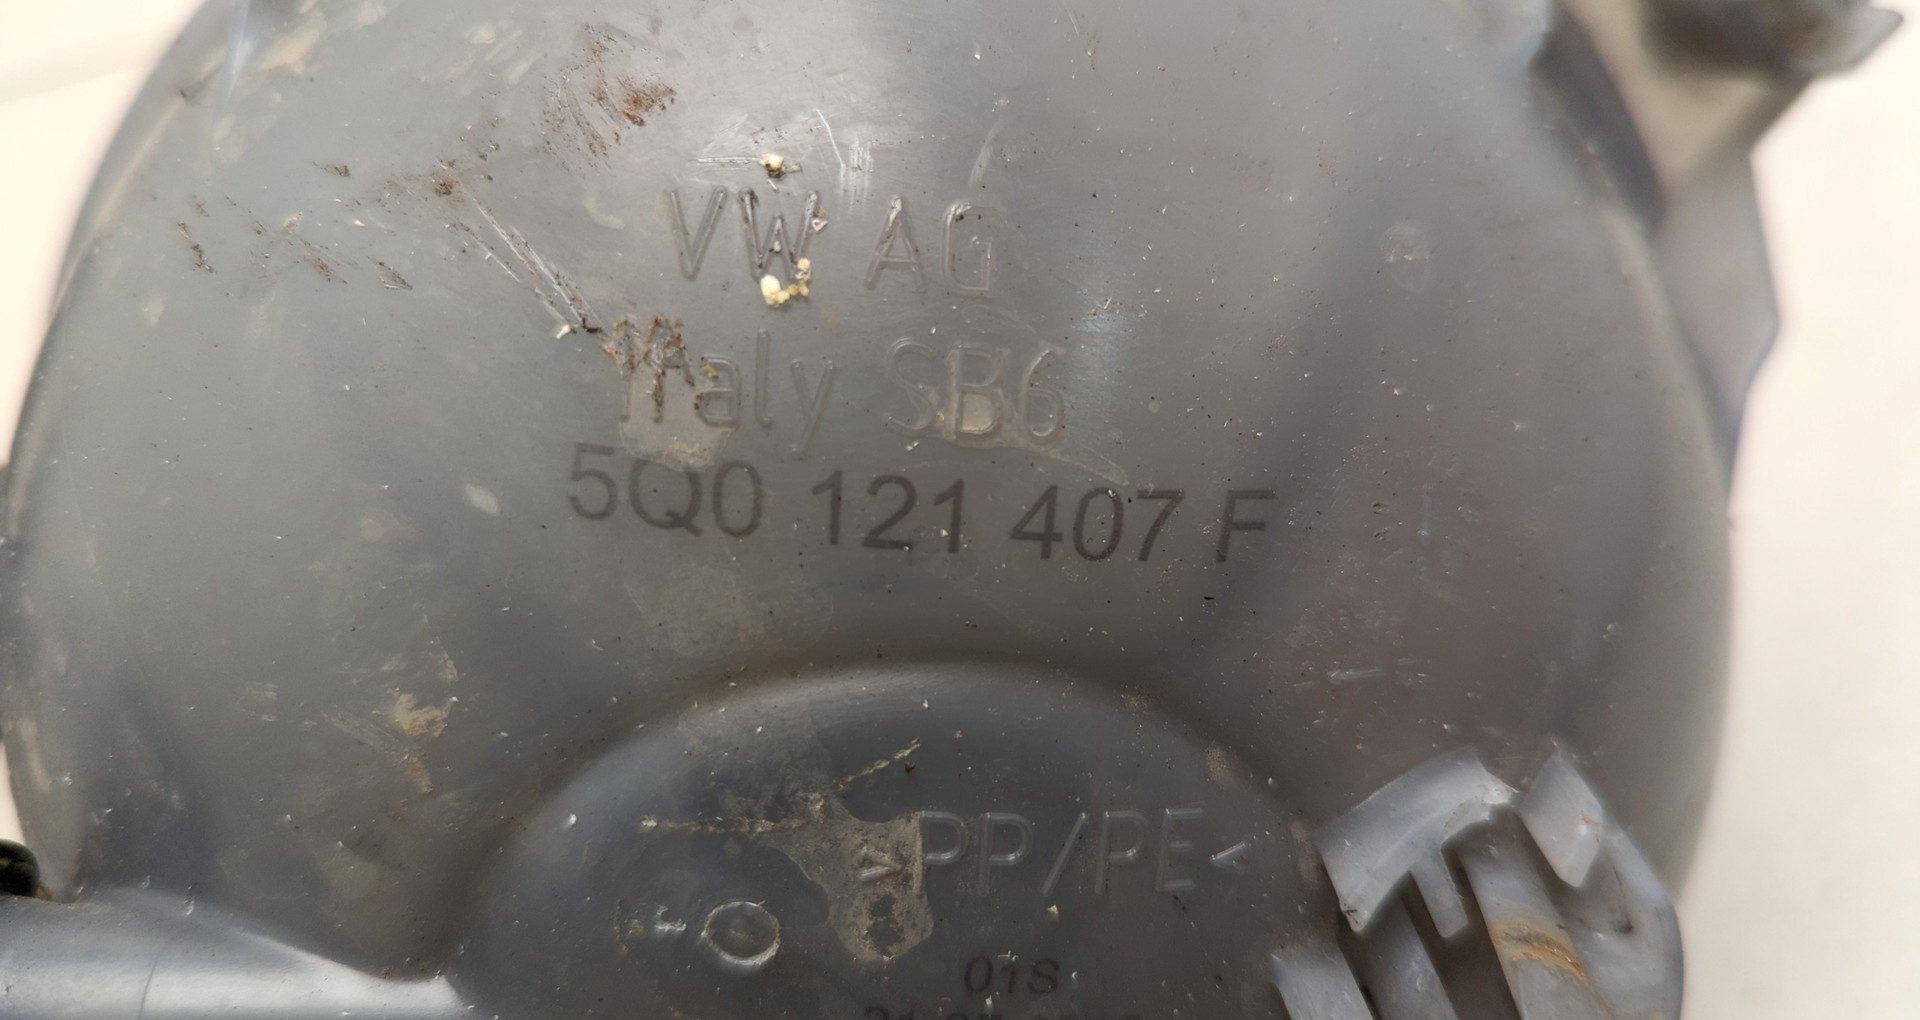 VW AG
Italy SB6
5Q0 121 407 F
>PP/PE<
01S